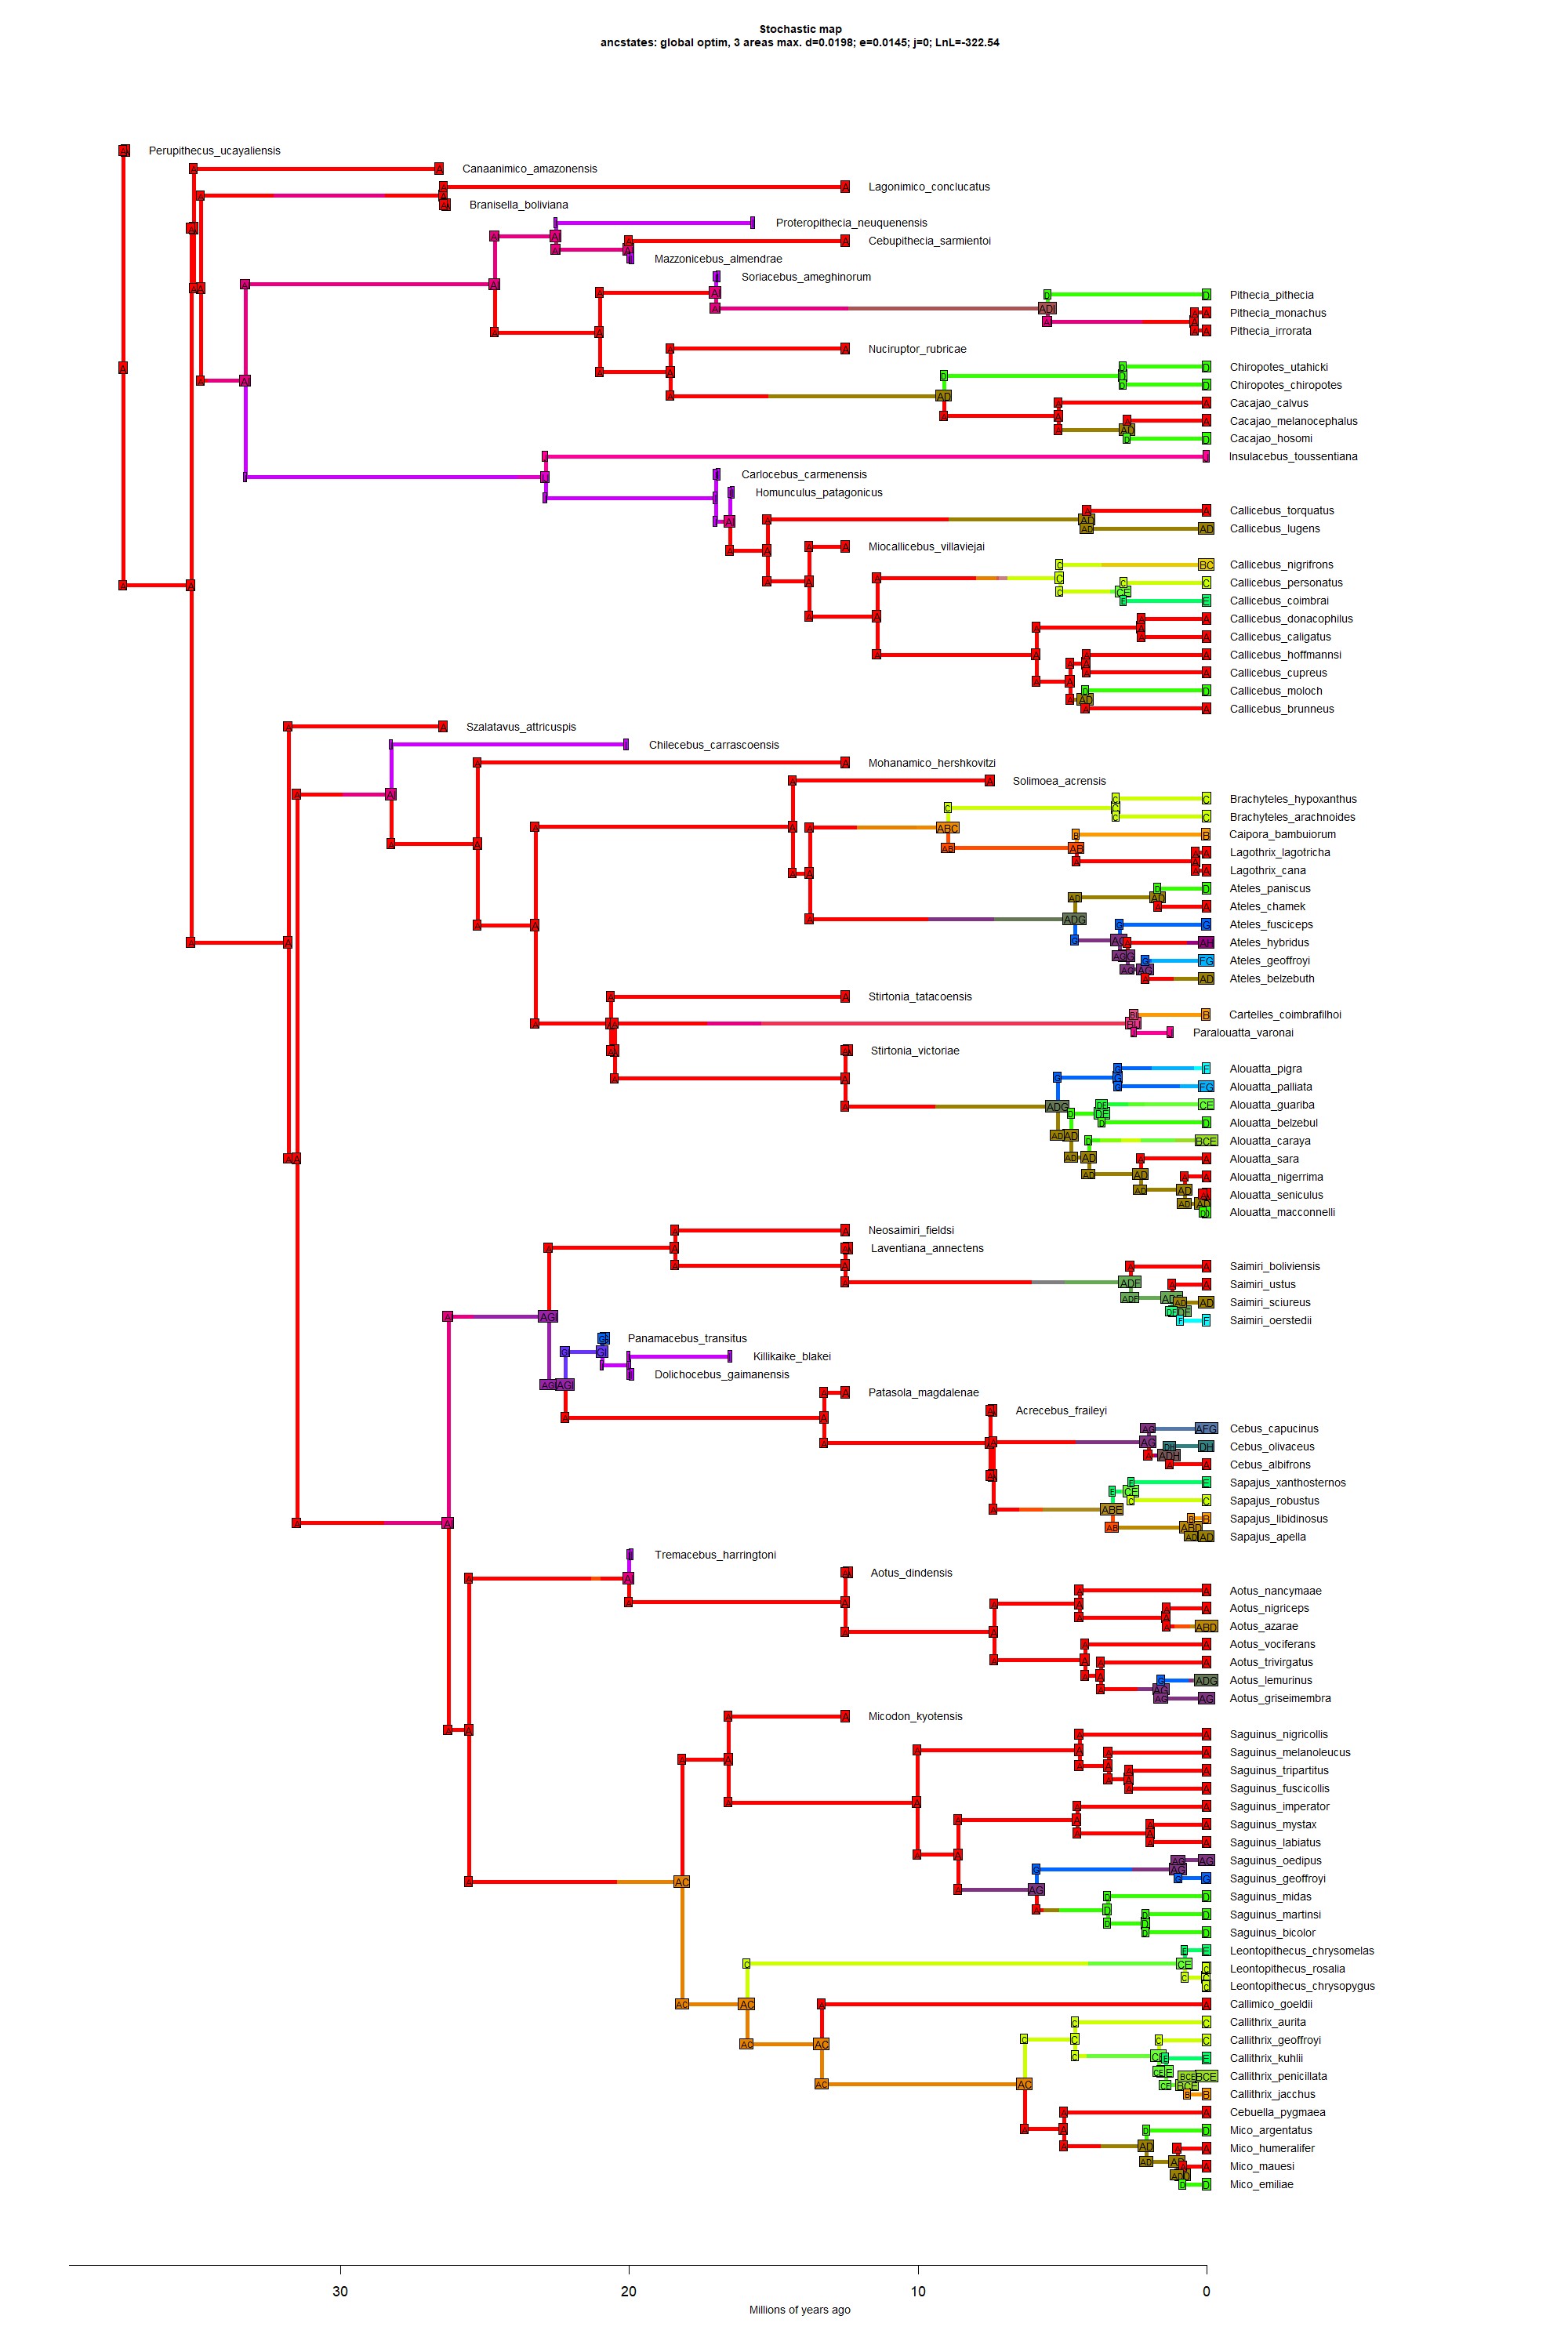 Stochastic map
ancstates: global optim, 3 areas max. d=0.0198; e=0.0145; j=0; LnL=-322.54
Perupithecus_ucayaliensis
Canaanimico_amazonensis
Lagonimico_conclucatus
Branisella_boliviana
Proteropithecia_neuquenensis
Cebupithecia_sarmientoi
Mazzonicebus_almendrae
Soriacebus_ameghinorum
Pithecia_pithecia
Pithecia_monachus
Pithecia_irrorata
Nuciruptor_rubricae
Chiropotes_utahicki
Chiropotes_chiropotes
Cacajao_calvus
Cacajao_melanocephalus
Cacajao_hosomi
Insulacebus_toussentiana
Carlocebus_carmenensis
Homunculus_patagonicus
Callicebus_torquatus
Callicebus_lugens
Miocallicebus_villaviejai
Callicebus_nigrifrons
Callicebus_personatus
Callicebus_coimbrai
Callicebus_donacophilus
Callicebus_caligatus
Callicebus_hoffmannsi
Callicebus_cupreus
Callicebus_moloch
Callicebus_brunneus
Szalatavus_attricuspis
Chilecebus_carrascoensis
Mohanamico_hershkovitzi
Solimoea_acrensis
Brachyteles_hypoxanthus
Brachyteles_arachnoides
Caipora_bambuiorum
Lagothrix_lagotricha
Lagothrix_cana
Ateles_paniscus
Ateles_chamek
Ateles_fusciceps
Ateles_hybridus
Ateles_geoffroyi
Ateles_belzebuth
Stirtonia_tatacoensis
Cartelles_coimbrafilhoi
Paralouatta_varonai
Stirtonia_victoriae
Alouatta_pigra
Alouatta_palliata
Alouatta_guariba
Alouatta_belzebul
Alouatta_caraya
Alouatta_sara
Alouatta_nigerrima
Alouatta_seniculus
Alouatta_macconnelli
Neosaimiri_fieldsi
Laventiana_annectens
Saimiri_boliviensis
Saimiri_ustus
Saimiri_sciureus
Saimiri_oerstedii
Panamacebus_transitus
Killikaike_blakei
Dolichocebus_gaimanensis
Patasola_magdalenae
Acrecebus_fraileyi
Cebus_capucinus
Cebus_olivaceus
Cebus_albifrons
Sapajus_xanthosternos
Sapajus_robustus
Sapajus_libidinosus
Sapajus_apella
Tremacebus_harringtoni
Aotus_dindensis
Aotus_nancymaae
Aotus_nigriceps
Aotus_azarae
Aotus_vociferans
Aotus_trivirgatus
Aotus_lemurinus
Aotus_griseimembra
Micodon_kyotensis
Saguinus_nigricollis
Saguinus_melanoleucus
Saguinus_tripartitus
Saguinus_fuscicollis
Saguinus_imperator
Saguinus_mystax
Saguinus_labiatus
Saguinus_oedipus
Saguinus_geoffroyi
Saguinus_midas
Saguinus_martinsi
Saguinus_bicolor
Leontopithecus_chrysomelas
Leontopithecus_rosalia
Leontopithecus_chrysopygus
Callimico_goeldii
Callithrix_aurita
Callithrix_geoffroyi
Callithrix_kuhlii
Callithrix_penicillata
Callithrix_jacchus
Cebuella_pygmaea
Mico_argentatus
Mico_humeralifer
Mico_mauesi
Mico_emiliae
30 20 10 0
Millions of years ago